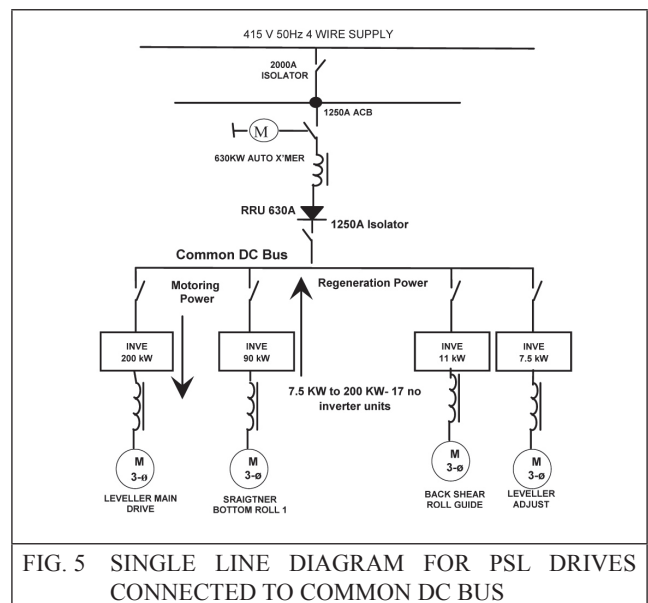 415 V 50Hz 4 WIRE SUPPLY
2000A
ISOLATOR
1250A ACB
M
630KW AUTO X'MER
RRU 630A
1250A Isolator
Common DC Bus
Motoring
Power
Regeneration Power
INVE
200 kW
INVE
90 kW
INVE
11 kW
INVE
7.5 kW
7.5 KW to 200 KW- 17 no
inverter units
M
3-ø
M
3-ø
M
3-ø
M
3-ø
LEVELLER MAIN
DRIVE
SRAIGTNER
BOTTOM ROLL 1
BACK SHEAR
ROLL GUIDE
LEVELLER
ADJUST
FIG. 5 SINGLE LINE DIAGRAM FOR PSL DRIVES
CONNECTED TO COMMON DC BUS